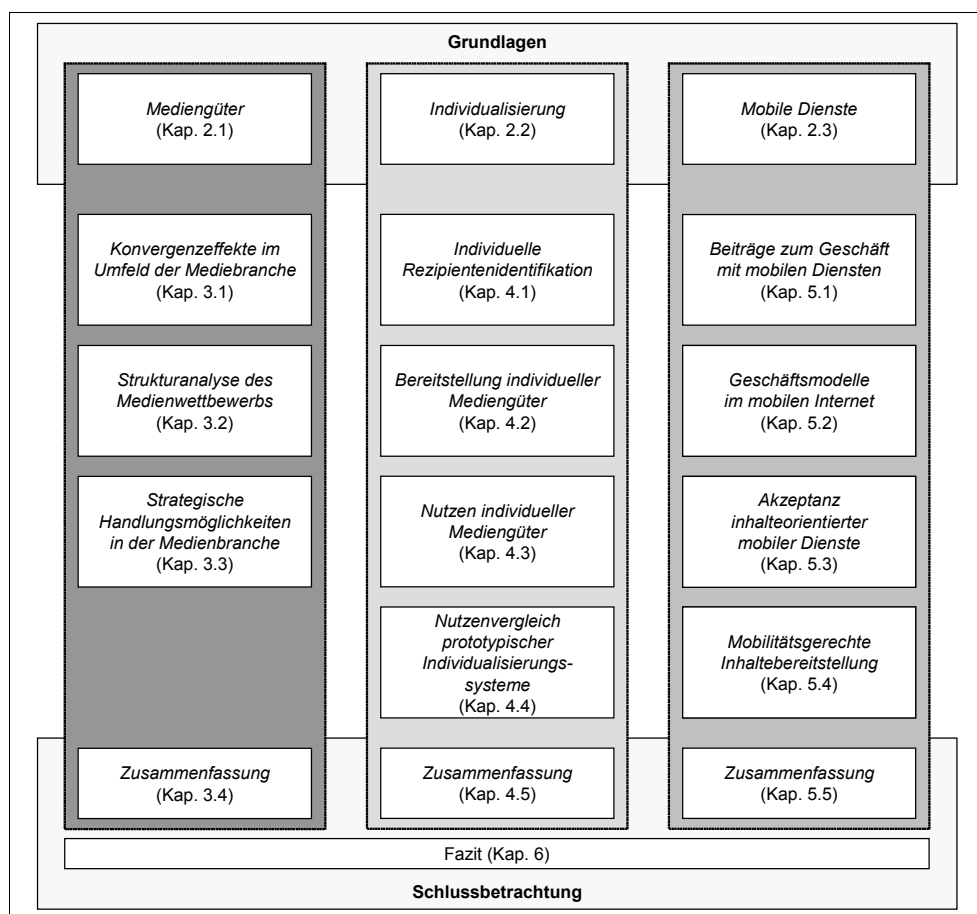 Grundlagen
Mediengüter
(Kap. 2.1)
Individualisierung
(Kap. 2.2)
Mobile Dienste
(Kap. 2.3)
Konvergenzeffekte im
Umfeld der Mediebranche
(Kap. 3.1)
Individuelle
Rezipientenidentifikation
(Kap. 4.1)
Beiträge zum Geschäft
mit mobilen Diensten
(Kap. 5.1)
Strukturanalyse des
Medienwettbewerbs
(Kap. 3.2)
Bereitstellung individueller
Mediengüter
(Kap. 4.2)
Geschäftsmodelle
im mobilen Internet
(Kap. 5.2)
Strategische
Handlungsmöglichkeiten
in der Medienbranche
(Kap. 3.3)
Nutzen individueller
Mediengüter
(Kap. 4.3)
Akzeptanz
inhalteorientierter
mobiler Dienste
(Kap. 5.3)
Nutzenvergleich
prototypischer
Individualisierungs-
systeme
(Kap. 4.4)
Mobilitätsgerechte
Inhaltebereitstellung
(Kap. 5.4)
Zusammenfassung
(Kap. 3.4)
Zusammenfassung
(Kap. 4.5)
Zusammenfassung
(Kap. 5.5)
Fazit (Kap. 6)
Schlussbetrachtung